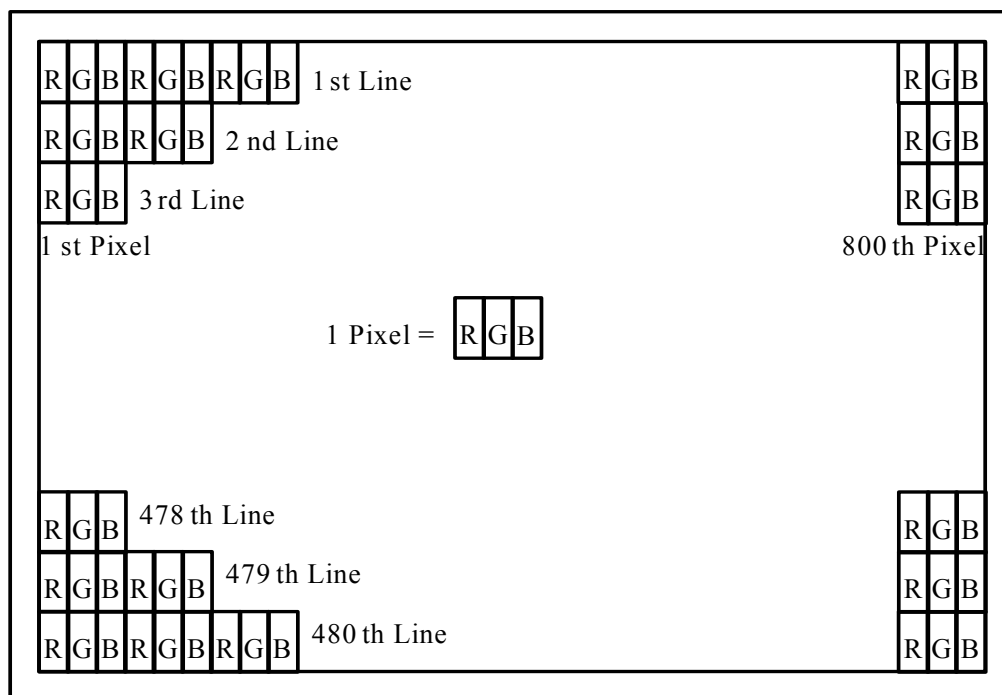 R G B R G B R G B 1 st Line R G B
R G B R G B 2 nd Line R G B
R G B 3 rd Line R G B
1 st Pixel 800 th Pixel
1 Pixel = R G B
R G B 478 th Line R G B
R G B R G B 479 th Line R G B
R G B R G B R G B 480 th Line R G B